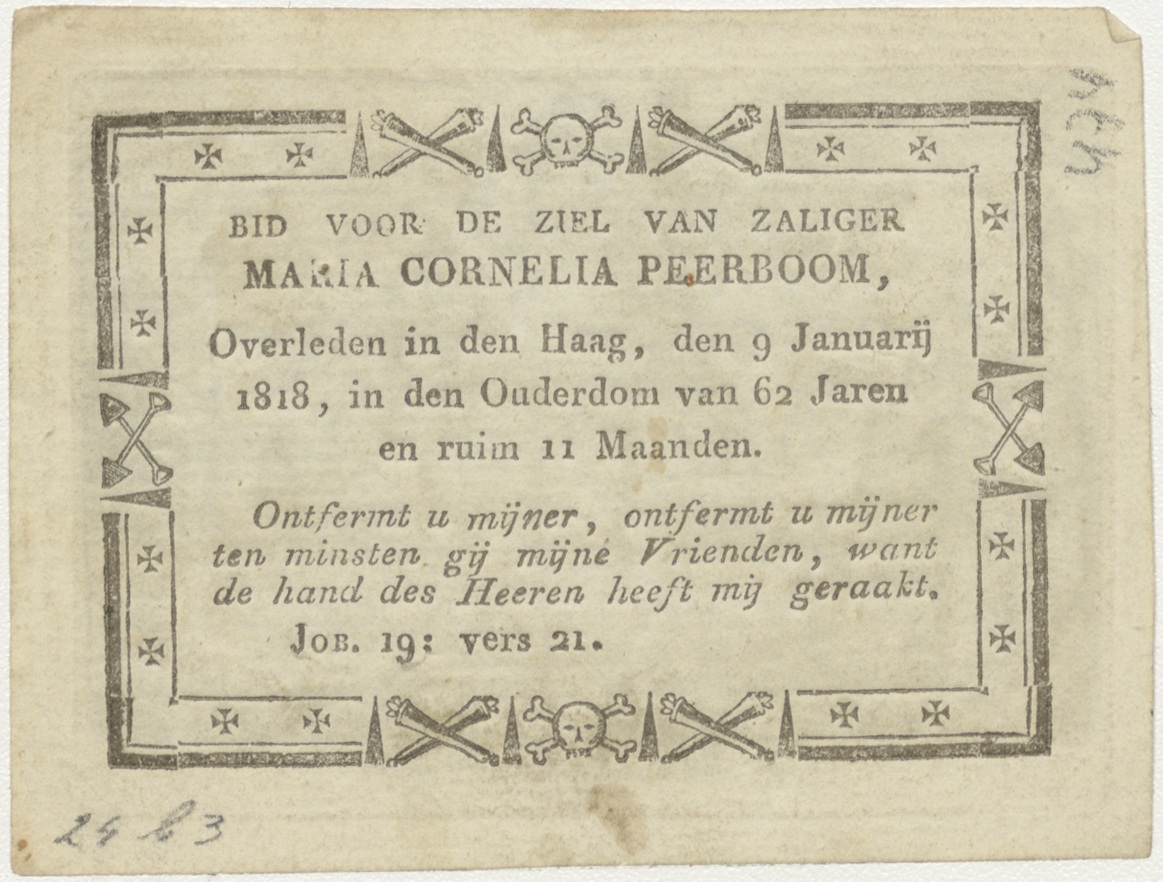 BID VOOR DE ZIEL VAN ZALIGER
MARIA CORNELIA PEERBOOM,
Overleden in den Haag, den 9 Januarij
1818, in den Ouderdom van 62 Jaren
en ruim 11 Maanden.
Ontfermt u mijner, ontfermt u mijner
ten minsten gij mijne Vrienden, want
de hand des Heeren heeft mij geraakt.
JOB. 19: vers 21.